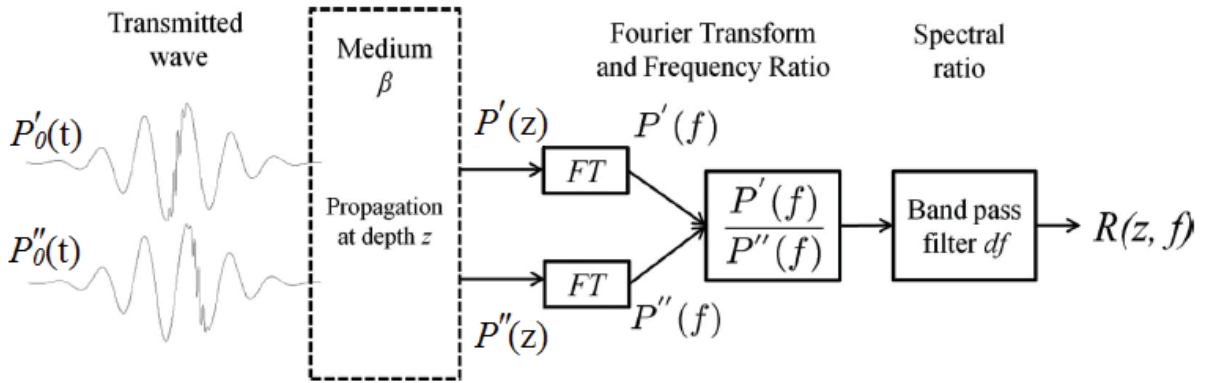 Transmitted
wave
Medium
β
Fourier Transform
and Frequency Ratio
Spectral
ratio
P'₀(t)
P'(z)
P'(f)
FT
Propagation
at depth z
P'(f)
P''(f)
Band pass
filter df
R(z, f)
P''₀(t)
FT
P''(z)
P''(f)